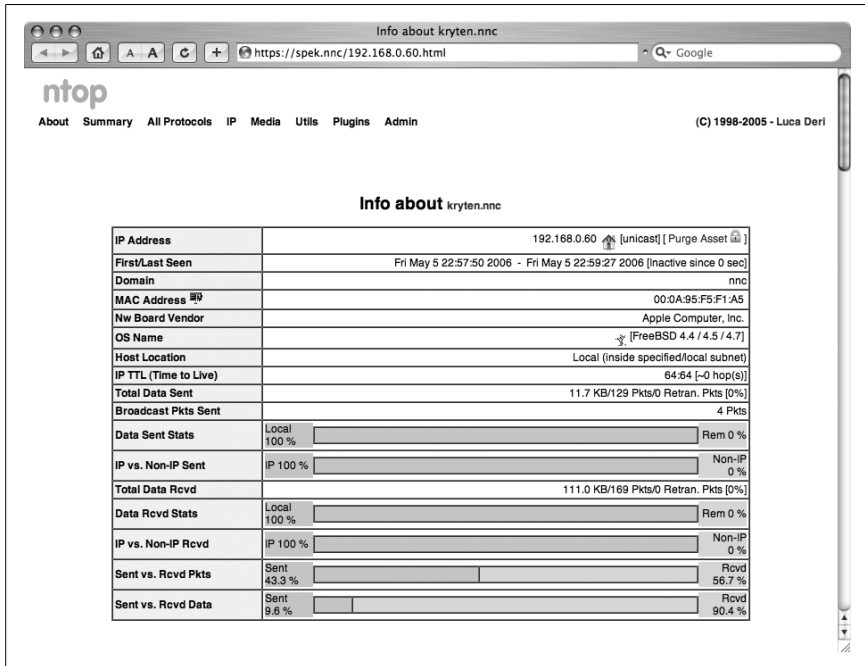 Info about kryten.nnc
A A + https://spek.nnc/192.168.0.60.html Google
ntop
About Summary All Protocols IP Media Utils Plugins Admin (C) 1998-2005 - Luca Deri
Info about kryten.nnc
IP Address 192.168.0.60 [unicast] [ Purge Asset ]
First/Last Seen Fri May 5 22:57:50 2006 - Fri May 5 22:59:27 2006 [Inactive since 0 sec]
Domain nnc
MAC Address 00:0A:95:F5:F1:A5
Nw Board Vendor Apple Computer, Inc.
OS Name [FreeBSD 4.4 / 4.5 / 4.7]
Host Location Local (inside specified/local subnet)
IP TTL (Time to Live) 64:64 [~0 hop(s)]
Total Data Sent 11.7 KB/129 Pkts/0 Retran. Pkts [0%]
Broadcast Pkts Sent 4 Pkts
Data Sent Stats Local 100 % Rem 0 %
IP vs. Non-IP Sent IP 100 % Non-IP 0 %
Total Data Rcvd 111.0 KB/169 Pkts/0 Retran. Pkts [0%]
Data Rcvd Stats Local 100 % Rem 0 %
IP vs. Non-IP Rcvd IP 100 % Non-IP 0 %
Sent vs. Rcvd Pkts Sent 43.3 % Rcvd 56.7 %
Sent vs. Rcvd Data Sent 9.6 % Rcvd 90.4 %